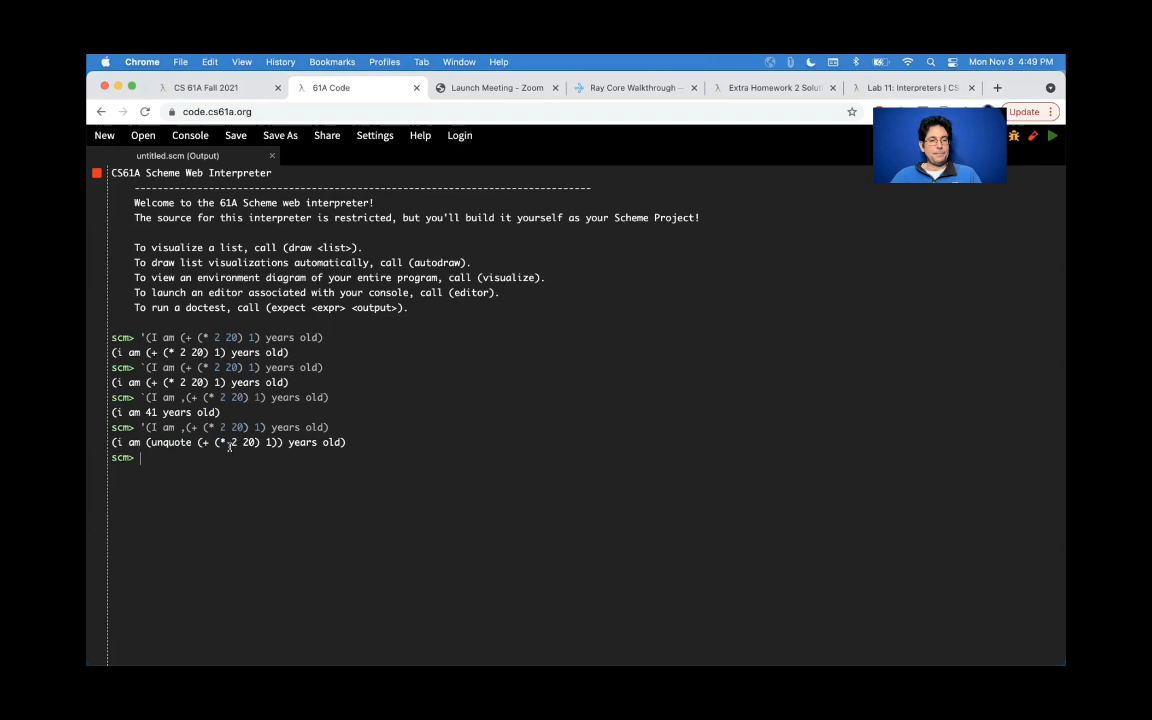 Chrome File Edit View History Bookmarks Profiles Tab Window Help Mon Nov 8 4:49 PM
CS 61A Fall 2021 61A Code Launch Meeting - Zoom Ray Core Walkthrough — Extra Homework 2 Solut Lab 11: Interpreters | CS
code.cs61a.org Update
New Open Console Save Save As Share Settings Help Login
untitled.scm (Output)
CS61A Scheme Web Interpreter
--------------------------------------------------------------------------------
Welcome to the 61A Scheme web interpreter!
The source for this interpreter is restricted, but you'll build it yourself as your Scheme Project!
To visualize a list, call (draw <list>).
To draw list visualizations automatically, call (autodraw).
To view an environment diagram of your entire program, call (visualize).
To launch an editor associated with your console, call (editor).
To run a doctest, call (expect <expr> <output>).
scm> '(I am (+ (* 2 20) 1) years old)
(i am (+ (* 2 20) 1) years old)
scm> `(I am (+ (* 2 20) 1) years old)
(i am (+ (* 2 20) 1) years old)
scm> `(I am ,(+ (* 2 20) 1) years old)
(i am 41 years old)
scm> '(I am ,(+ (* 2 20) 1) years old)
(i am (unquote (+ (* 2 20) 1)) years old)
scm>